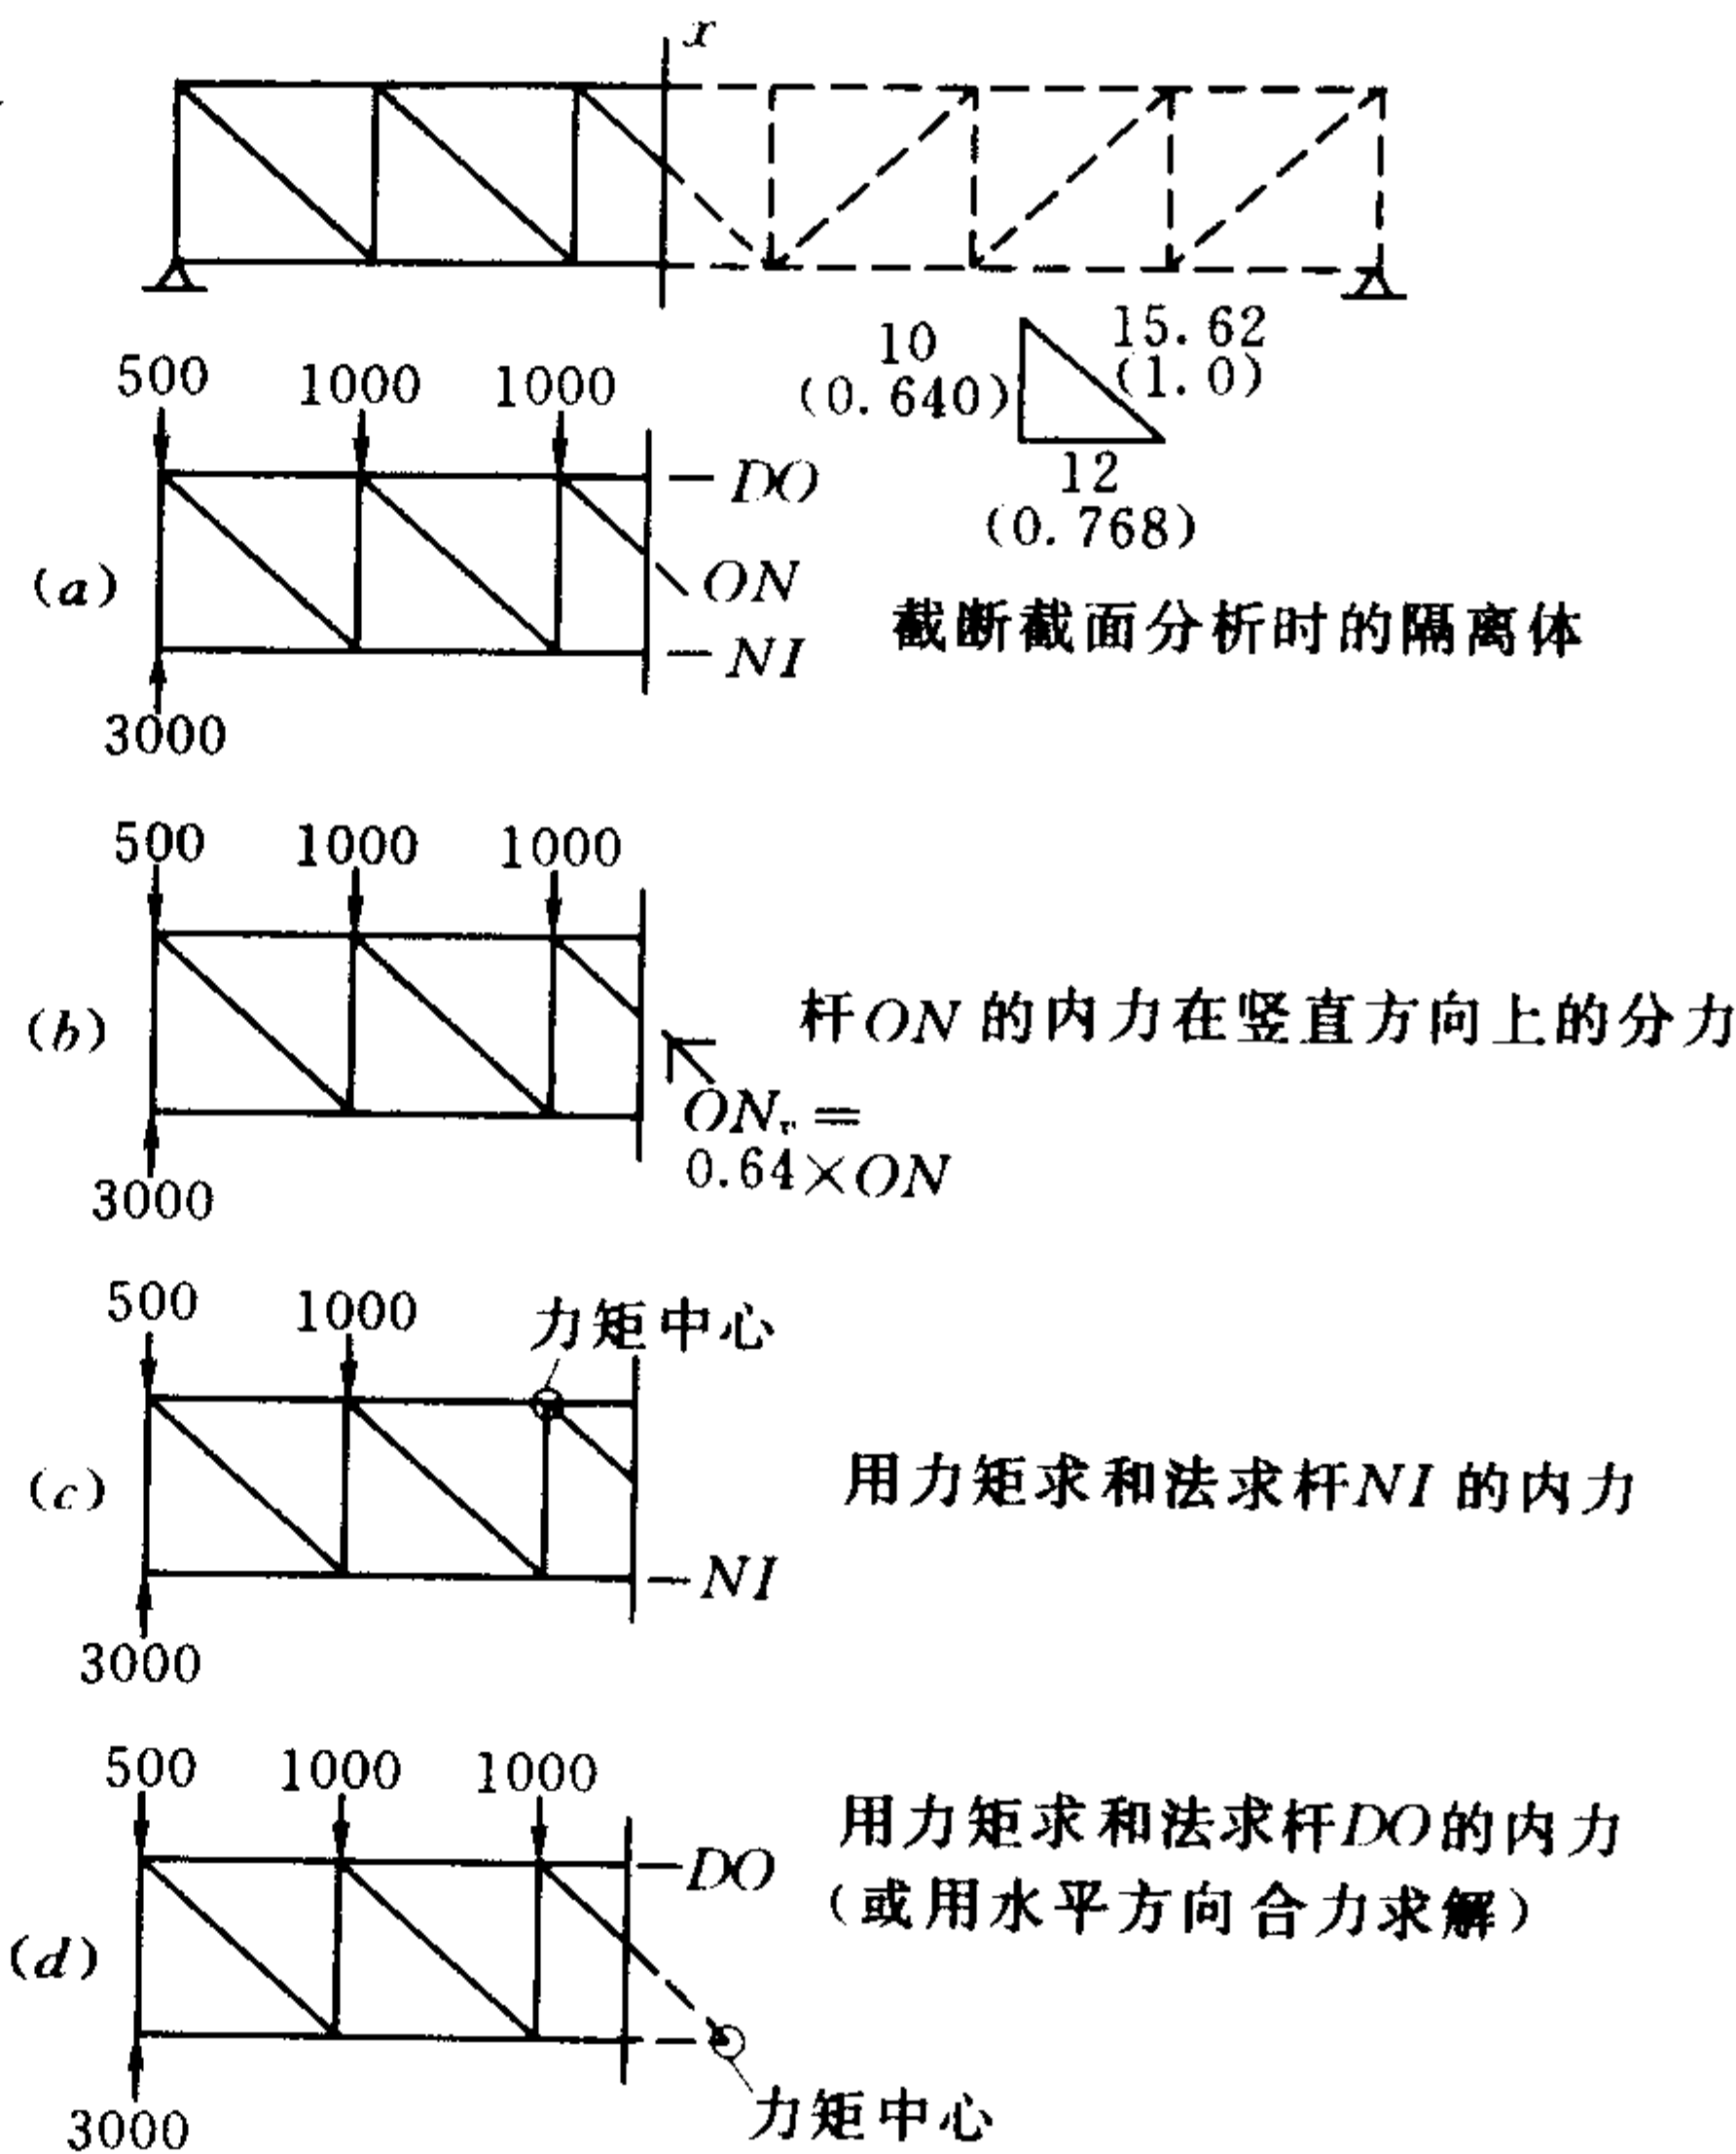 x
10
(0.640)
15.62
(1.0)
12
(0.768)
500 1000 1000
DO
ON
NI
(a)
3000
截断截面分析时的隔离体
500 1000 1000
(b)
3000
杆ON的内力在竖直方向上的分力
ONv=
0.64×ON
500 1000
力矩中心
(c)
NI
3000
用力矩求和法求杆NI的内力
500 1000 1000
DO
(d)
3000
力矩中心
用力矩求和法求杆DO的内力
(或用水平方向合力求解)